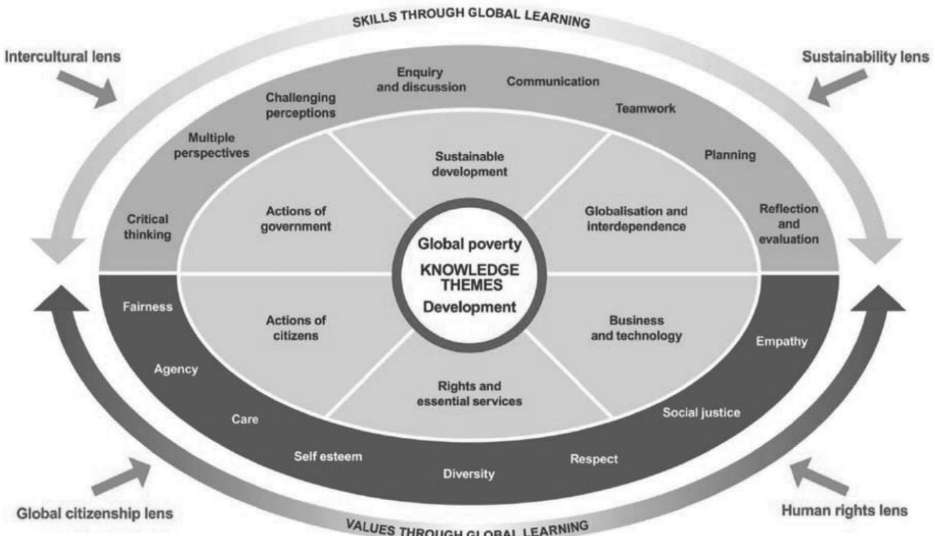 SKILLS THROUGH GLOBAL LEARNING
Intercultural lens
Sustainability lens
Enquiry
and discussion
Communication
Challenging
perceptions
Teamwork
Multiple
perspectives
Planning
Critical
thinking
Reflection
and
evaluation
Sustainable
development
Actions of
government
Globalisation and
interdependence
Global poverty
KNOWLEDGE
THEMES
Development
Actions of
citizens
Business
and technology
Rights and
essential services
Fairness
Agency
Care
Self esteem
Diversity
Respect
Social justice
Empathy
Global citizenship lens
Human rights lens
VALUES THROUGH GLOBAL LEARNING